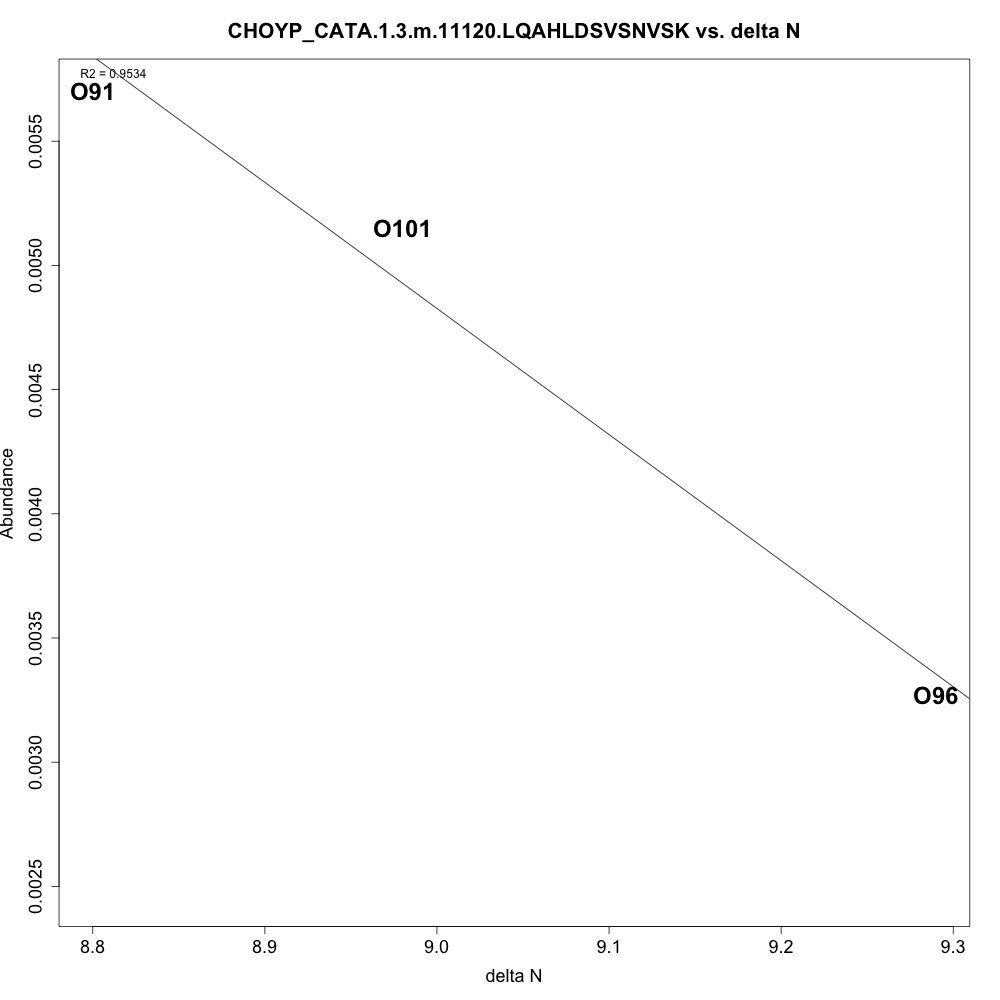 CHOYP_CATA.1.3.m.11120.LQAHLDSVSNVSK vs. delta N
R2 = 0.9534
O91
O101
O96
Abundance
0.0055
0.0050
0.0045
0.0040
0.0035
0.0030
0.0025
8.8 8.9 9.0 9.1 9.2 9.3
delta N